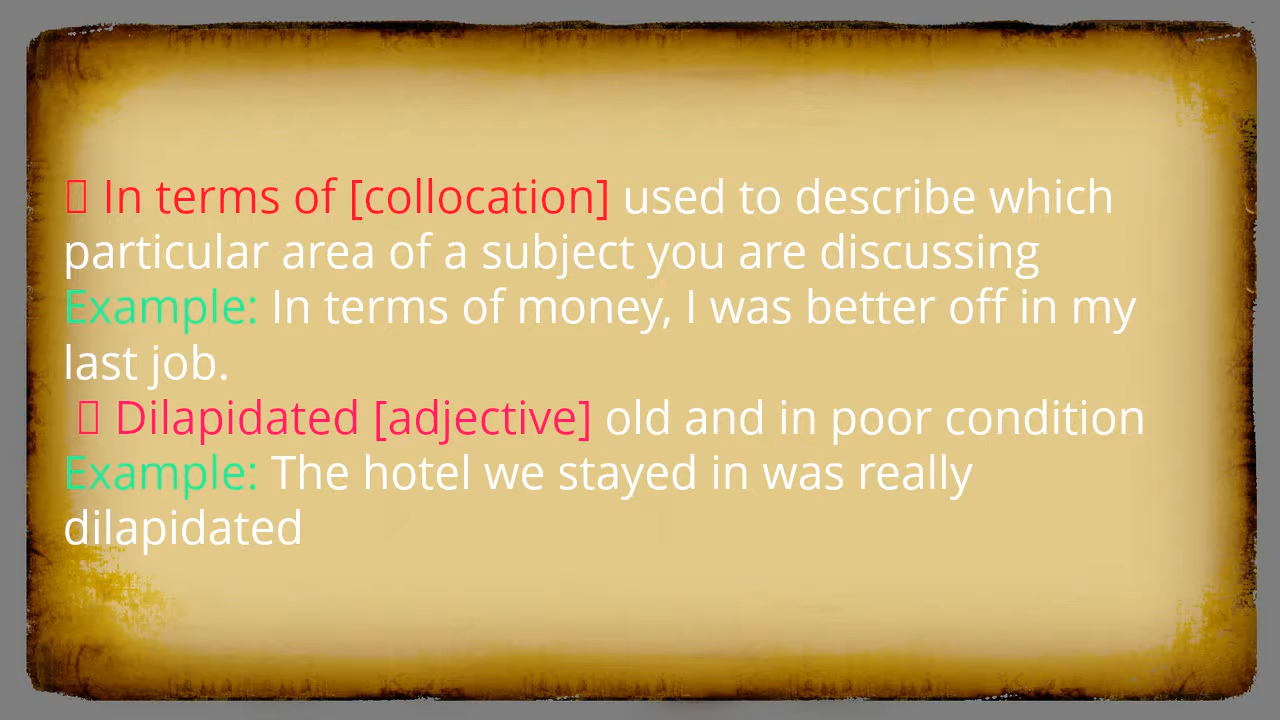 In terms of [collocation] used to describe which
particular area of a subject you are discussing
Example: In terms of money, I was better off in my
last job.
Dilapidated [adjective] old and in poor condition
Example: The hotel we stayed in was really
dilapidated